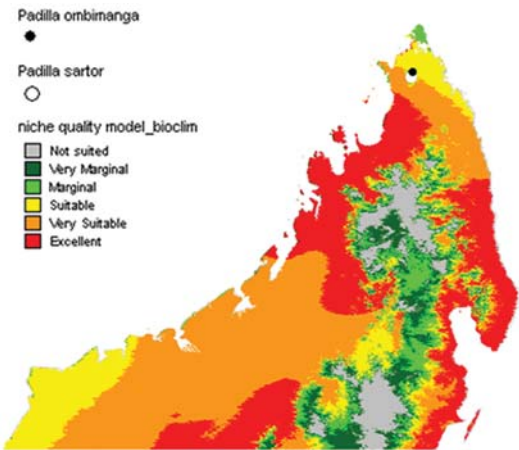 Padilla ombimanga
Padilla sartor
niche quality model_bioclim
Not suited
Very Marginal
Marginal
Suitable
Very Suitable
Excellent